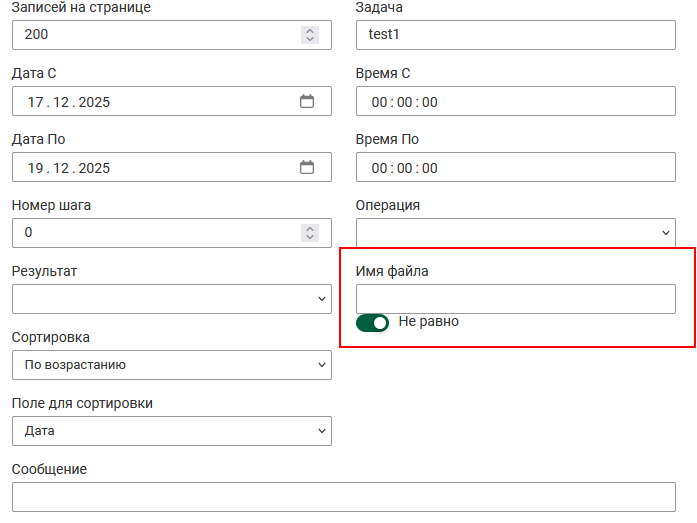 Записей на странице
Задача
200
test1
Дата С
Время С
17 . 12 . 2025
00 : 00 : 00
Дата По
Время По
19 . 12 . 2025
00 : 00 : 00
Номер шага
Операция
0
Результат
Имя файла
Не равно
Сортировка
По возрастанию
Поле для сортировки
Дата
Сообщение